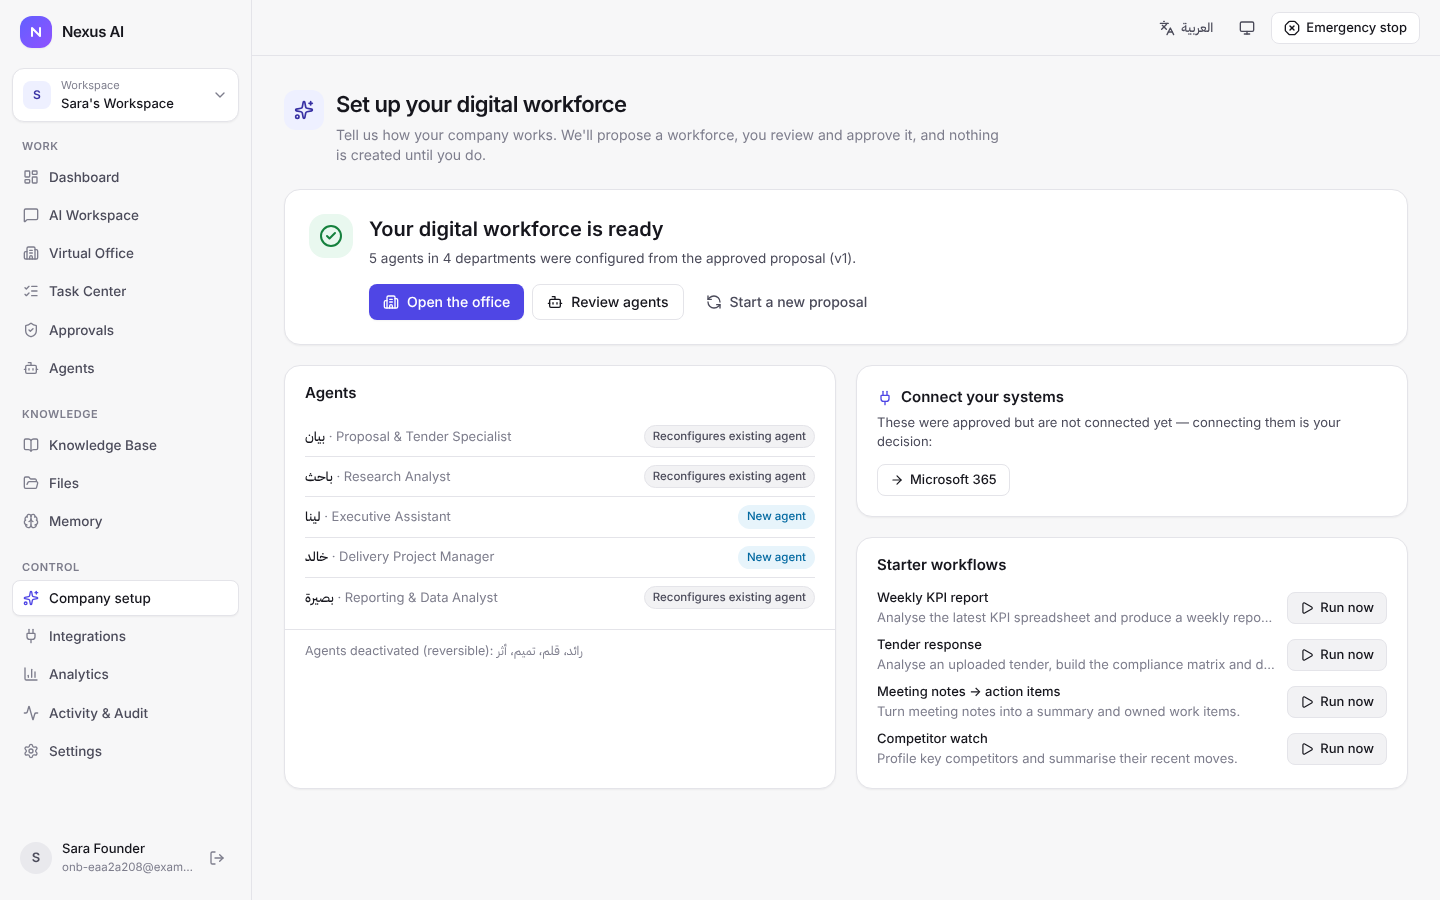 Nexus AI
Workspace
S
Sara's Workspace
WORK
Dashboard
AI Workspace
Virtual Office
Task Center
Approvals
Agents
KNOWLEDGE
Knowledge Base
Files
Memory
CONTROL
Company setup
Integrations
Analytics
Activity & Audit
Settings
S
Sara Founder
onb-eaa2a208@exam...
العربية
Emergency stop
Set up your digital workforce
Tell us how your company works. We'll propose a workforce, you review and approve it, and nothing
is created until you do.
Your digital workforce is ready
5 agents in 4 departments were configured from the approved proposal (v1).
Open the office
Review agents
Start a new proposal
Agents
بيان · Proposal & Tender Specialist Reconfigures existing agent
باحث · Research Analyst Reconfigures existing agent
لينا · Executive Assistant New agent
خالد · Delivery Project Manager New agent
بصيرة · Reporting & Data Analyst Reconfigures existing agent
Agents deactivated (reversible): رائد، قلم، تميم، أثر
Connect your systems
These were approved but are not connected yet — connecting them is your
decision:
→ Microsoft 365
Starter workflows
Weekly KPI report
Analyse the latest KPI spreadsheet and produce a weekly repo...
Run now
Tender response
Analyse an uploaded tender, build the compliance matrix and d...
Run now
Meeting notes → action items
Turn meeting notes into a summary and owned work items.
Run now
Competitor watch
Profile key competitors and summarise their recent moves.
Run now